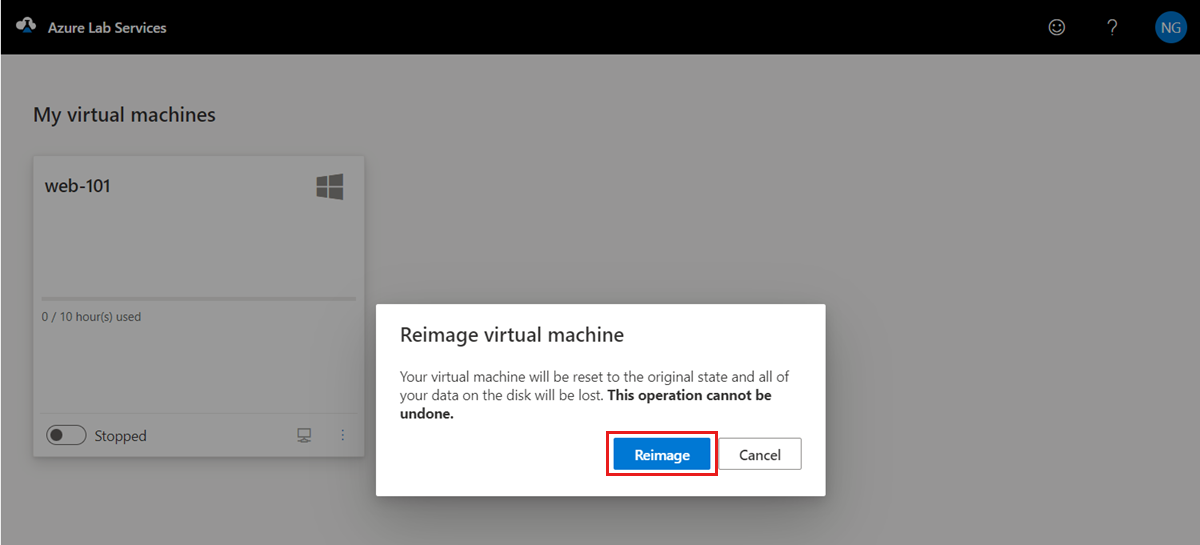 Azure Lab Services
?
NG
My virtual machines
web-101
0 / 10 hour(s) used
Stopped
Reimage virtual machine
Your virtual machine will be reset to the original state and all of
your data on the disk will be lost. This operation cannot be
undone.
Reimage
Cancel